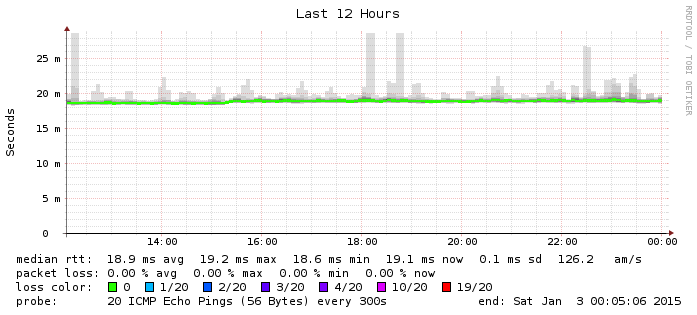 Last 12 Hours
RRDTOOL / TOBI OETIKER
Seconds
25 m
20 m
15 m
10 m
5 m
0
14:00 16:00 18:00 20:00 22:00 00:00
median rtt: 18.9 ms avg 19.2 ms max 18.6 ms min 19.1 ms now 0.1 ms sd 126.2 am/s
packet loss: 0.00 % avg 0.00 % max 0.00 % min 0.00 % now
loss color: 0 1/20 2/20 3/20 4/20 10/20 19/20
probe: 20 ICMP Echo Pings (56 Bytes) every 300s end: Sat Jan 3 00:05:06 2015